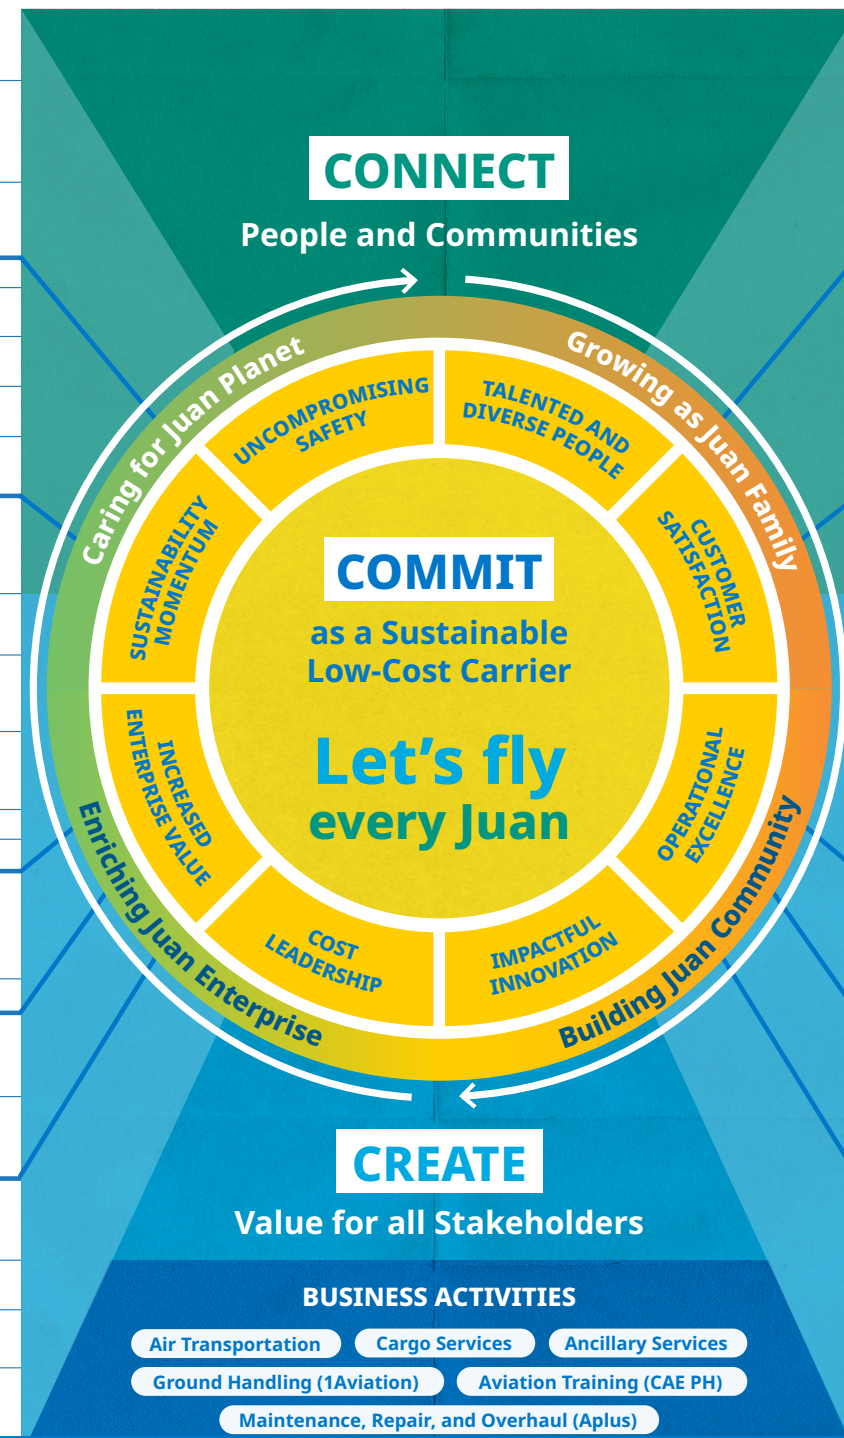 CONNECT
People and Communities
Caring for Juan Planet
Growing as Juan Family
UNCOMPROMISING
SAFETY
TALENTED AND
DIVERSE PEOPLE
SUSTAINABILITY
MOMENTUM
CUSTOMER
SATISFACTION
COMMIT
as a Sustainable
Low-Cost Carrier
Let’s fly
every Juan
INCREASED
ENTERPRISE VALUE
OPERATIONAL
EXCELLENCE
COST
LEADERSHIP
IMPACTFUL
INNOVATION
Enriching Juan Enterprise
Building Juan Community
CREATE
Value for all Stakeholders
BUSINESS ACTIVITIES
Air Transportation
Cargo Services
Ancillary Services
Ground Handling (1Aviation)
Aviation Training (CAE PH)
Maintenance, Repair, and Overhaul (Aplus)